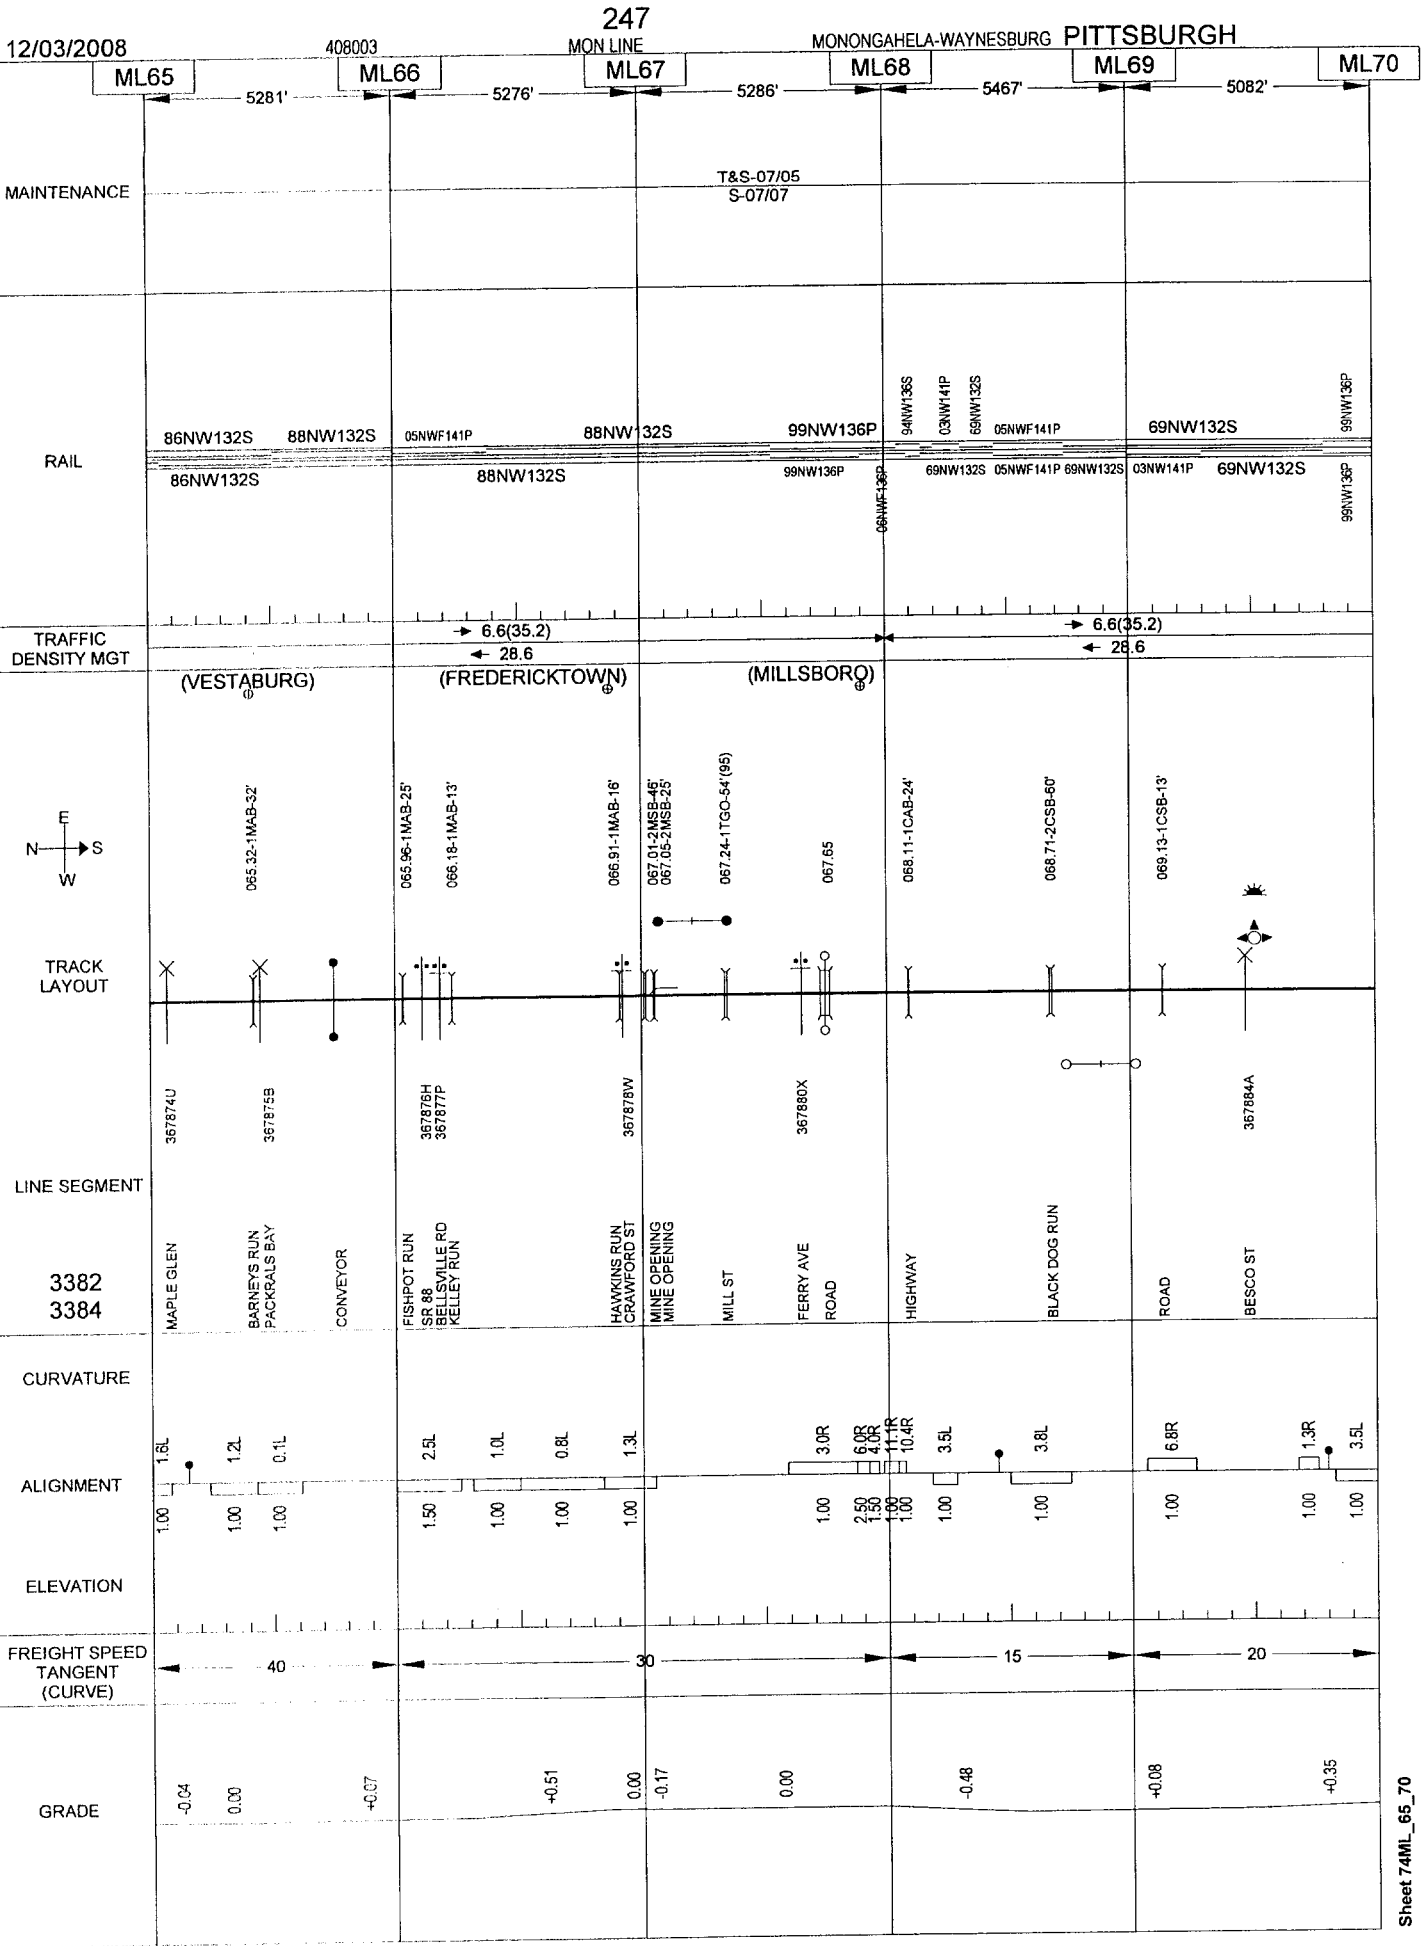 247
12/03/2008 408003 MON LINE MONONGAHELA-WAYNESBURG PITTSBURGH
ML65 ML66 ML67 ML68 ML69 ML70
5281' 5276' 5286' 5467' 5082'
MAINTENANCE
T&S-07/05
S-07/07
94NW136S 03NW141P 69NW132S 99NW136P
86NW132S 88NW132S 05NWF141P 88NW132S 99NW136P 05NWF141P 69NW132S
RAIL
86NW132S 88NW132S 99NW136P 06NWF136P 69NW132S 05NWF141P 69NW132S 03NW141P 69NW132S 99NW136P
TRAFFIC
DENSITY MGT
→ 6.6(35.2) → 6.6(35.2)
← 28.6 ← 28.6
(VESTABURG) (FREDERICKTOWN) (MILLSBORO)
065.32-1MAB-32'
065.96-1MAB-25'
066.18-1MAB-13'
066.91-1MAB-16'
067.01-2MSB-46'
067.05-2MSB-25'
067.24-1TGO-54'(95)
067.65
068.11-1CAB-24'
068.71-2CSB-60'
069.13-1CSB-13'
E
N S
W
TRACK
LAYOUT
367874U
367875B
367876H
367877P
367878W
367880X
367884A
LINE SEGMENT
3382
3384
MAPLE GLEN
BARNEYS RUN
PACKRALS BAY
CONVEYOR
FISHPOT RUN
SR 88
BELLSVILLE RD
KELLEY RUN
HAWKINS RUN
CRAWFORD ST
MINE OPENING
MINE OPENING
MILL ST
FERRY AVE
ROAD
HIGHWAY
BLACK DOG RUN
ROAD
BESCO ST
CURVATURE
1.6L 1.2L 0.1L 2.5L 1.0L 0.8L 1.3L 3.0R 6.0R 4.0R 11.1R 10.4R 3.5L 3.8L 6.8R 1.3R 3.5L
ALIGNMENT
1.00 1.00 1.00 1.50 1.00 1.00 1.00 1.00 2.50 1.50 1.00 1.00 1.00 1.00 1.00 1.00 1.00
ELEVATION
FREIGHT SPEED
TANGENT
(CURVE)
40 30 15 20
GRADE
-0.04 0.00 +0.07 +0.51 0.00 -0.17 0.00 -0.48 +0.08 +0.35
Sheet 74ML_65_70